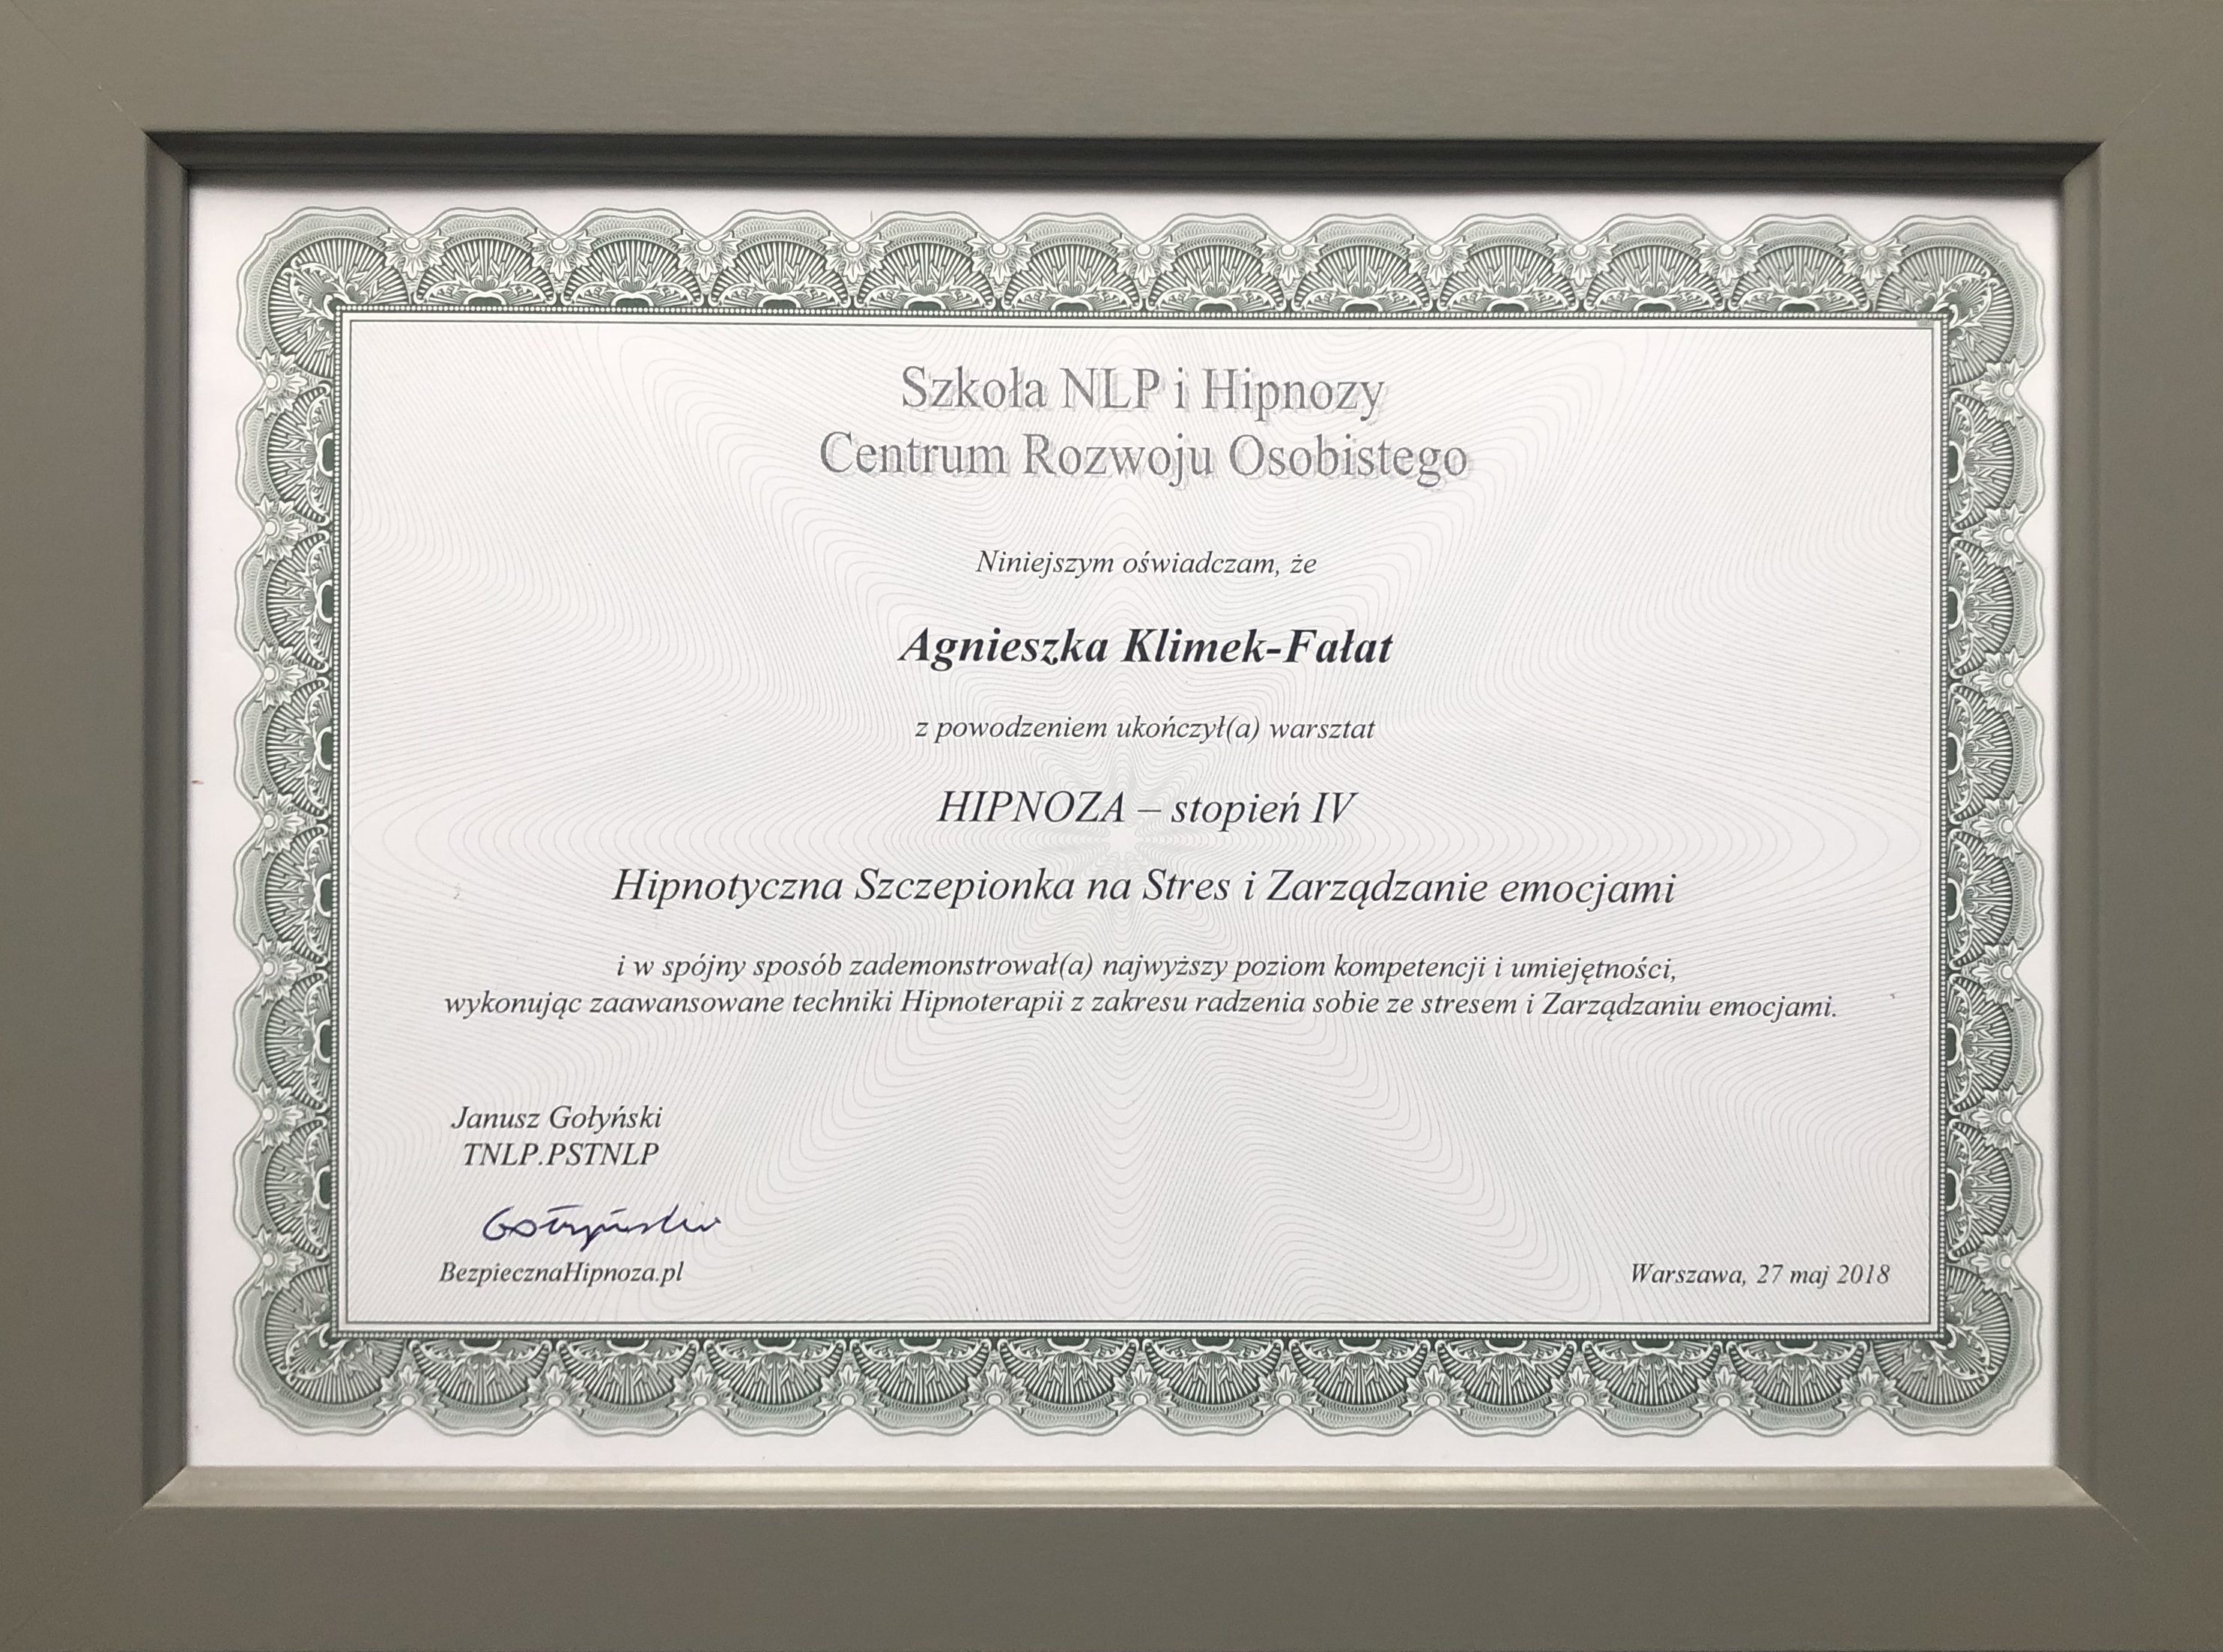 Szkoła NLP i Hipnozy
Centrum Rozwoju Osobistego
Niniejszym oświadczam, że
Agnieszka Klimek-Fałat
z powodzeniem ukończył(a) warsztat
HIPNOZA – stopień IV
Hipnotyczna Szczepionka na Stres i Zarządzanie emocjami
i w spójny sposób zademonstrował(a) najwyższy poziom kompetencji i umiejętności,
wykonując zaawansowane techniki Hipnoterapii z zakresu radzenia sobie ze stresem i Zarządzaniu emocjami.
Janusz Gołyński
TNLP.PSTNLP
Gołyński
BezpiecznaHipnoza.pl
Warszawa, 27 maj 2018